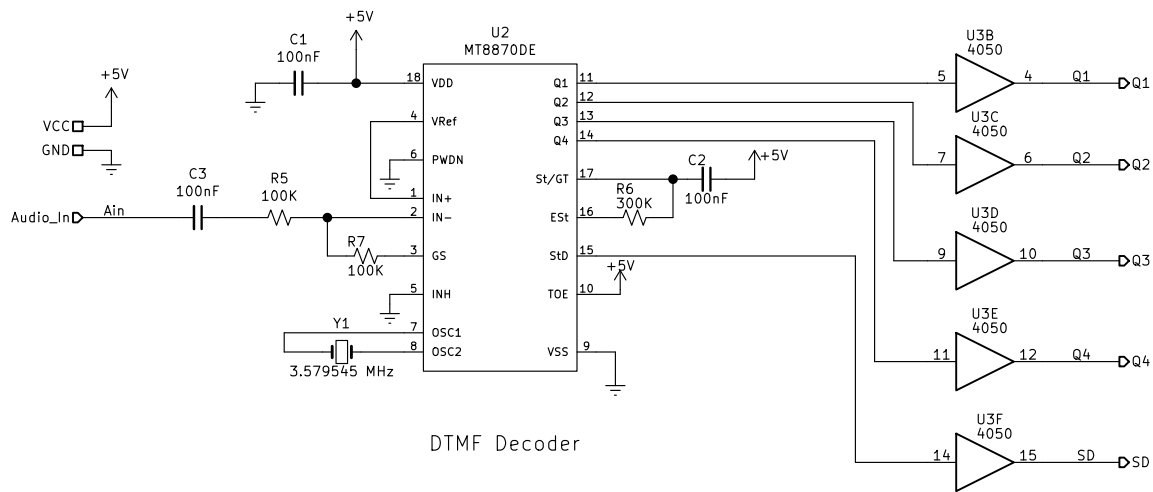 +5V
C1
100nF
U2
MT8870DE
+5V
VCC
GND
18 VDD
4 VRef
6 PWDN
1 IN+
2 IN-
3 GS
5 INH
7 OSC1
8 OSC2
Q1 11
Q2 12
Q3 13
Q4 14
St/GT 17
ESt 16
StD 15
TOE 10
VSS 9
C3
100nF
R5
100K
Audio_In
Ain
R7
100K
Y1
3.579545 MHz
C2
100nF
+5V
R6
300K
+5V
U3B
4050
5 4 Q1 Q1
U3C
4050
7 6 Q2 Q2
U3D
4050
9 10 Q3 Q3
U3E
4050
11 12 Q4 Q4
U3F
4050
14 15 SD SD
DTMF Decoder